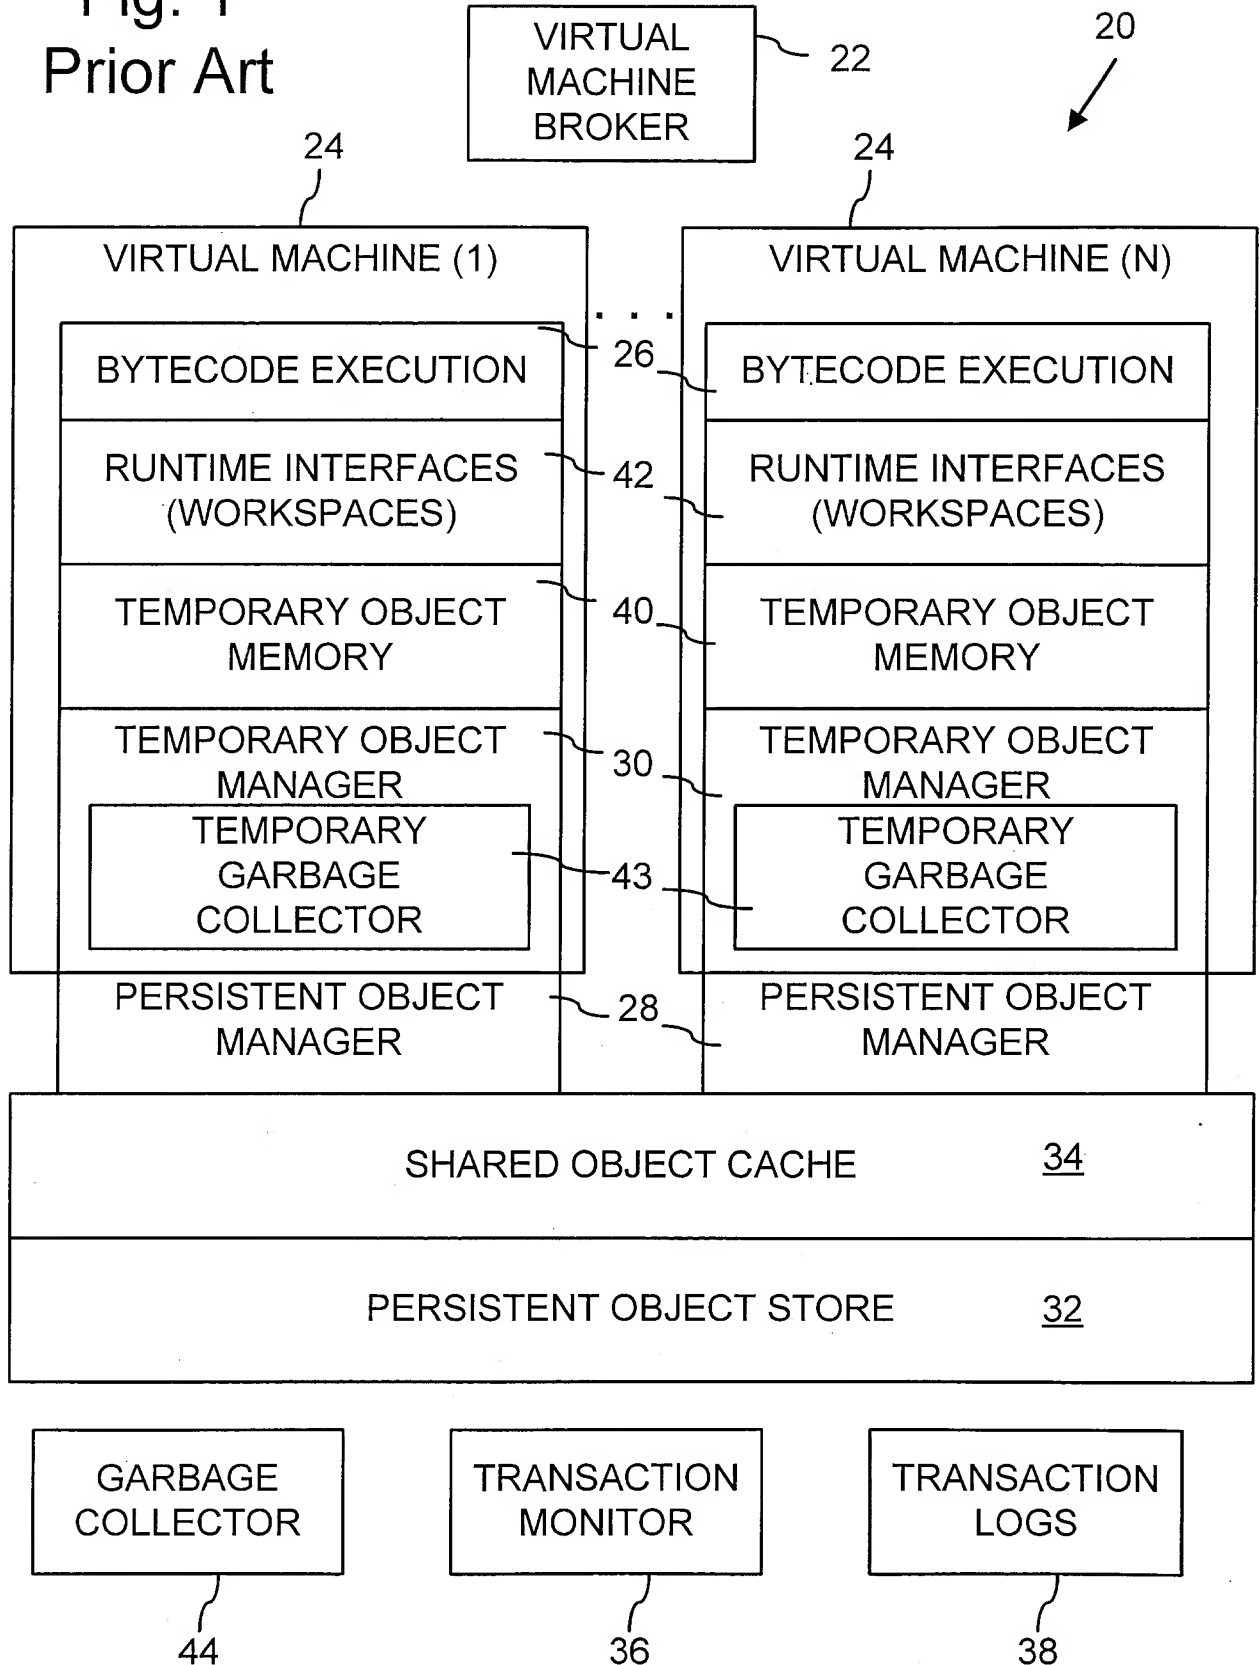 Fig. 1
Prior Art
VIRTUAL
MACHINE
BROKER
22
20
24
24
VIRTUAL MACHINE (1)
VIRTUAL MACHINE (N)
. . .
BYTECODE EXECUTION
26
BYTECODE EXECUTION
RUNTIME INTERFACES
(WORKSPACES)
42
RUNTIME INTERFACES
(WORKSPACES)
TEMPORARY OBJECT
MEMORY
40
TEMPORARY OBJECT
MEMORY
TEMPORARY OBJECT
MANAGER
30
TEMPORARY OBJECT
MANAGER
TEMPORARY
GARBAGE
COLLECTOR
43
TEMPORARY
GARBAGE
COLLECTOR
PERSISTENT OBJECT
MANAGER
28
PERSISTENT OBJECT
MANAGER
SHARED OBJECT CACHE 34
PERSISTENT OBJECT STORE 32
GARBAGE
COLLECTOR
TRANSACTION
MONITOR
TRANSACTION
LOGS
44
36
38